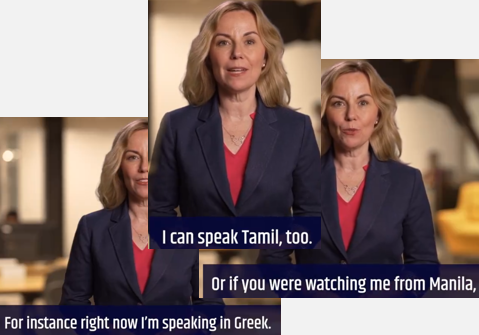 I can speak Tamil, too.
Or if you were watching me from Manila,
For instance right now I'm speaking in Greek.